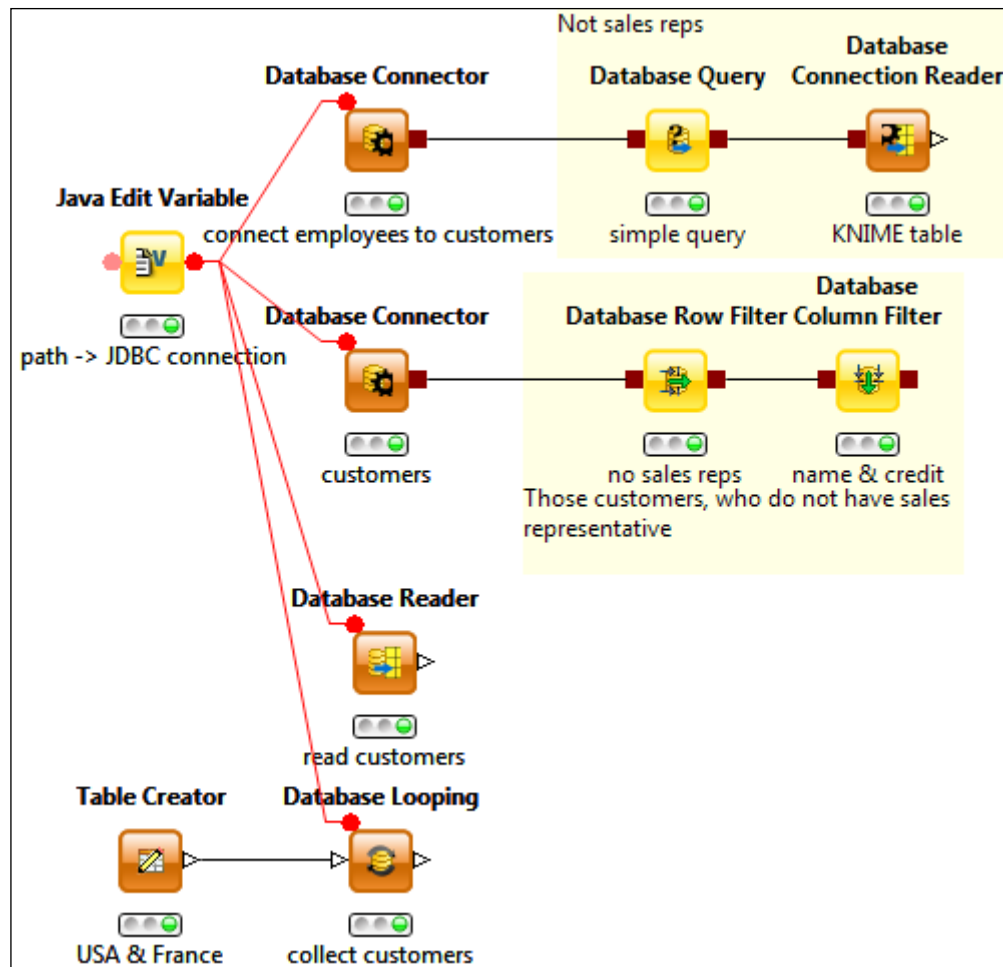 Not sales reps
Database Connector
Database Query
Database
Connection Reader
Java Edit Variable
connect employees to customers
simple query
KNIME table
path -> JDBC connection
Database Connector
Database Row Filter
Database
Column Filter
customers
no sales reps
name & credit
Those customers, who do not have sales
representative
Database Reader
read customers
Table Creator
Database Looping
USA & France
collect customers